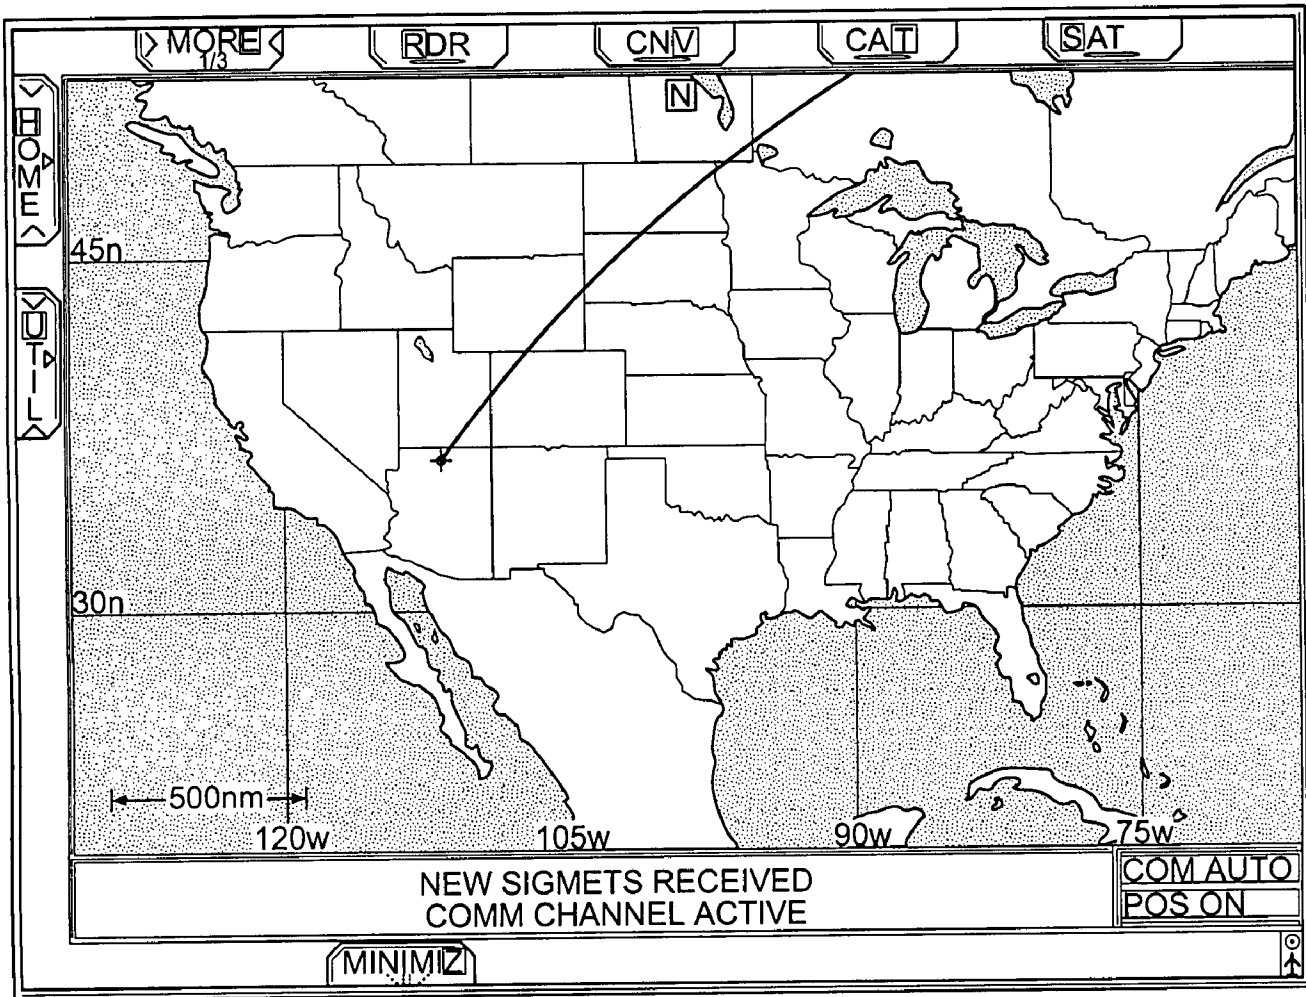 MORE
1/3
RDR
CNV
CAT
SAT
HOME
N
45n
UTIL
30n
500nm
120w
105w
90w
75w
NEW SIGMETS RECEIVED
COMM CHANNEL ACTIVE
COM AUTO
POS ON
MINIMIZ